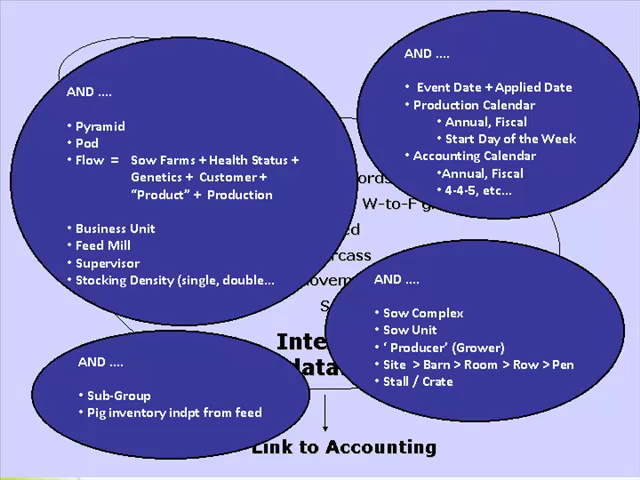 AND ....
• Pyramid
• Pod
• Flow = Sow Farms + Health Status +
Genetics + Customer +
“Product” + Production
• Business Unit
• Feed Mill
• Supervisor
• Stocking Density (single, double...
AND ....
• Event Date + Applied Date
• Production Calendar
• Annual, Fiscal
• Start Day of the Week
• Accounting Calendar
•Annual, Fiscal
• 4-4-5, etc...
W-to-F
AND ....
• Sow Complex
• Sow Unit
• ‘ Producer’ (Grower)
• Site > Barn > Room > Row > Pen
• Stall / Crate
AND ....
• Sub-Group
• Pig inventory indpt from feed
Link to Accounting